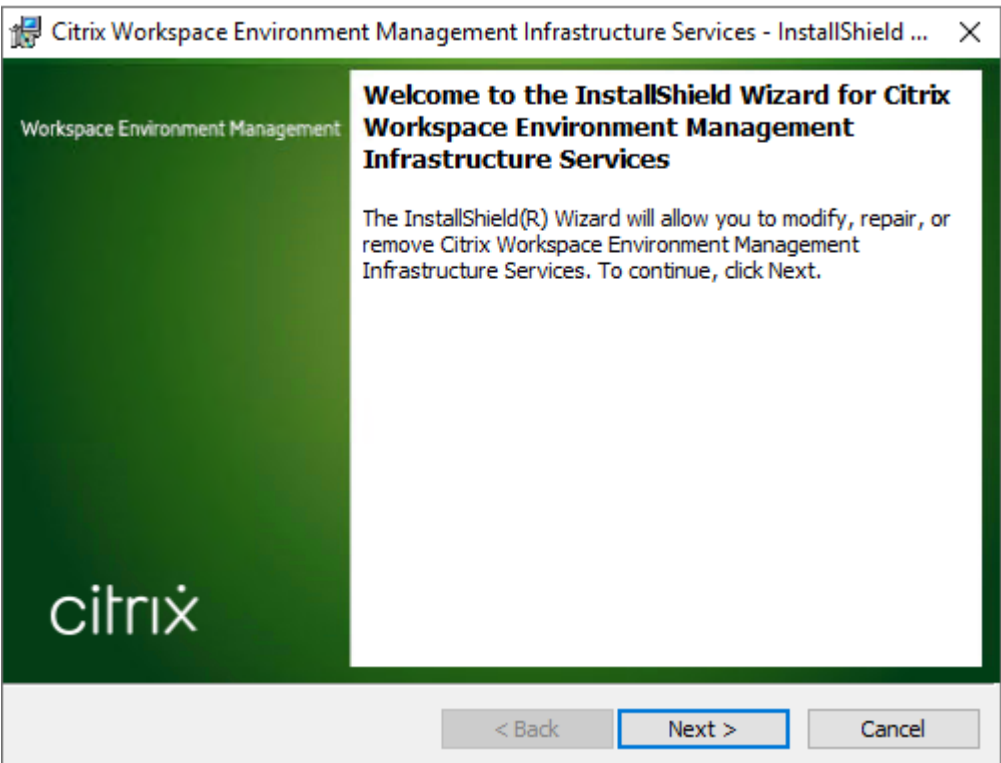 Citrix Workspace Environment Management Infrastructure Services - InstallShield ...
Workspace Environment Management
Welcome to the InstallShield Wizard for Citrix
Workspace Environment Management
Infrastructure Services
The InstallShield(R) Wizard will allow you to modify, repair, or
remove Citrix Workspace Environment Management
Infrastructure Services. To continue, click Next.
citrix
< Back
Next >
Cancel